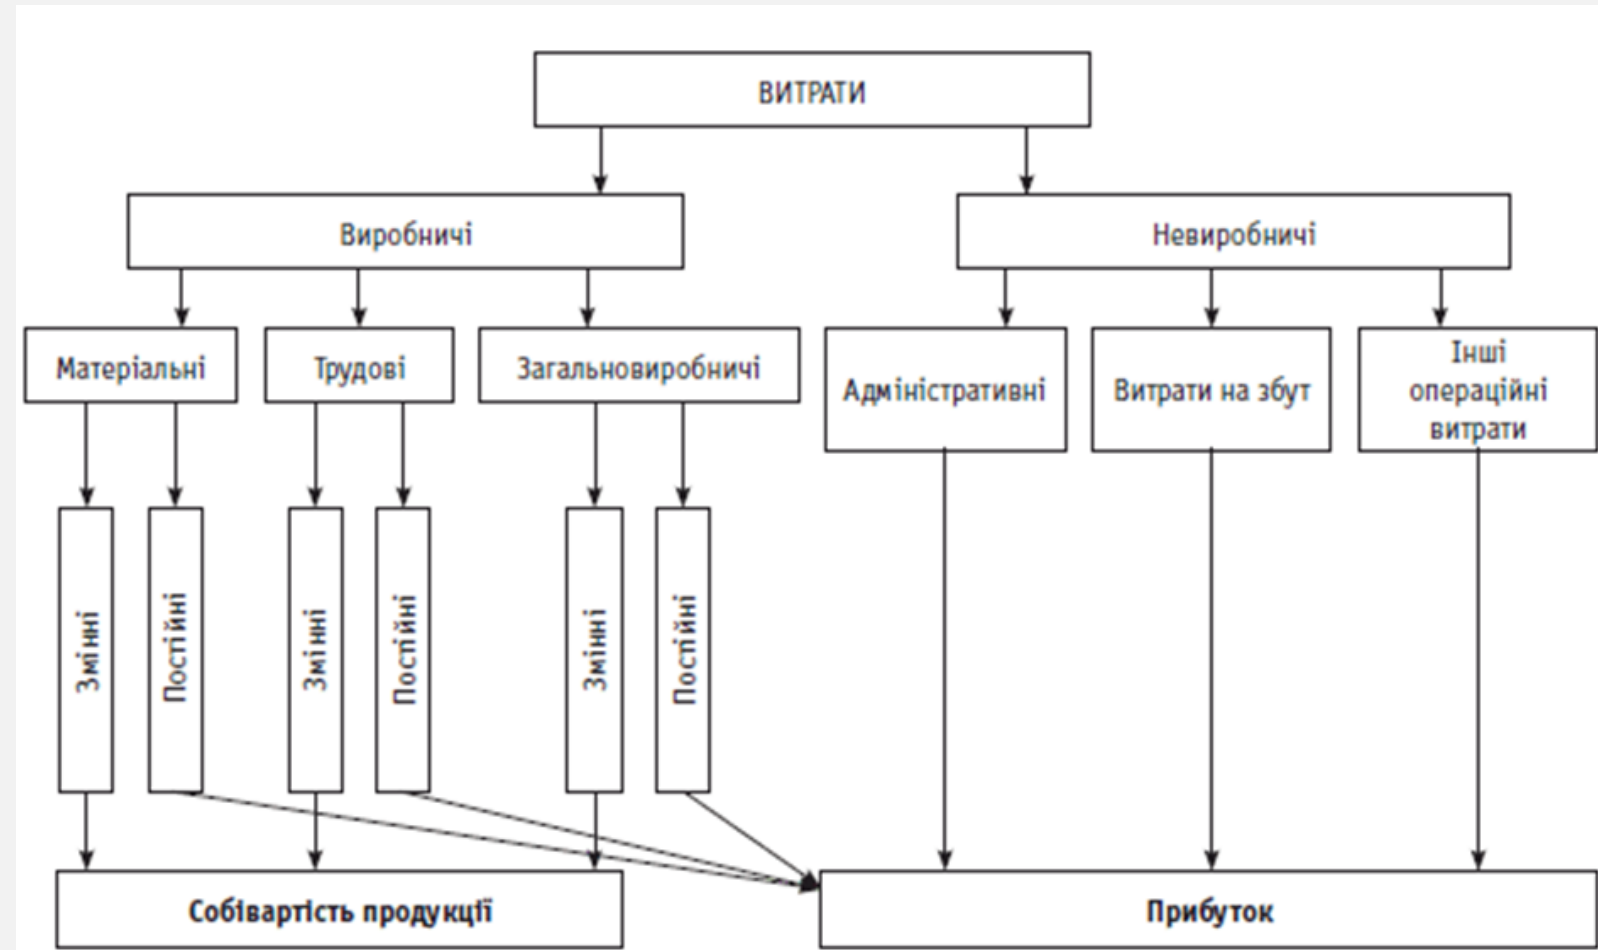 ВИТРАТИ
Виробничі
Невиробничі
Матеріальні
Трудові
Загальновиробничі
Адміністративні
Витрати на збут
Інші
операційні
витрати
Змінні
Постійні
Змінні
Постійні
Змінні
Постійні
Собівартість продукції
Прибуток